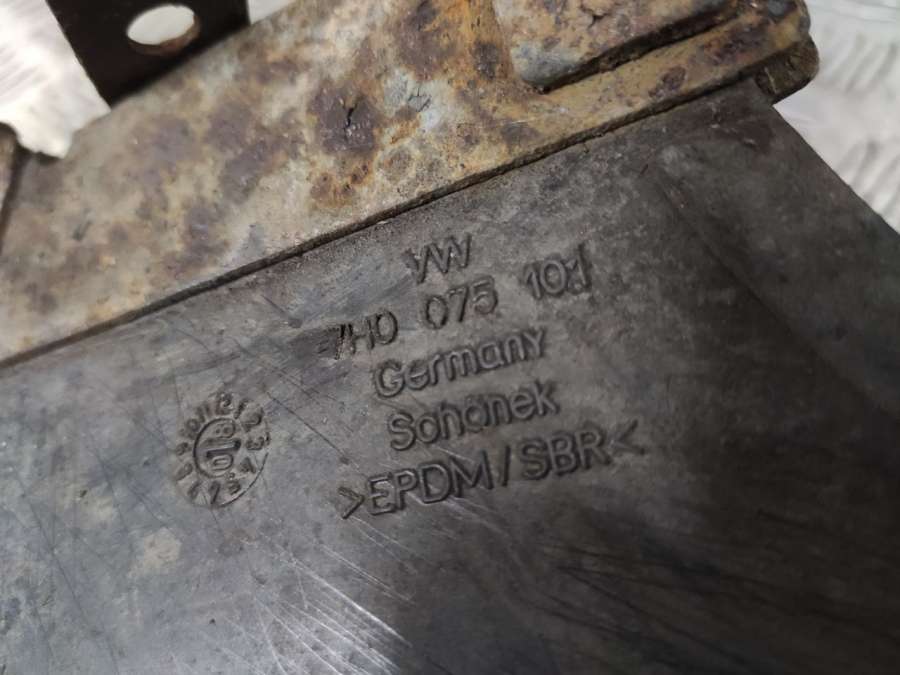 VW
7H0 075 101
Germany
Schönek
>EPDM/SBR<